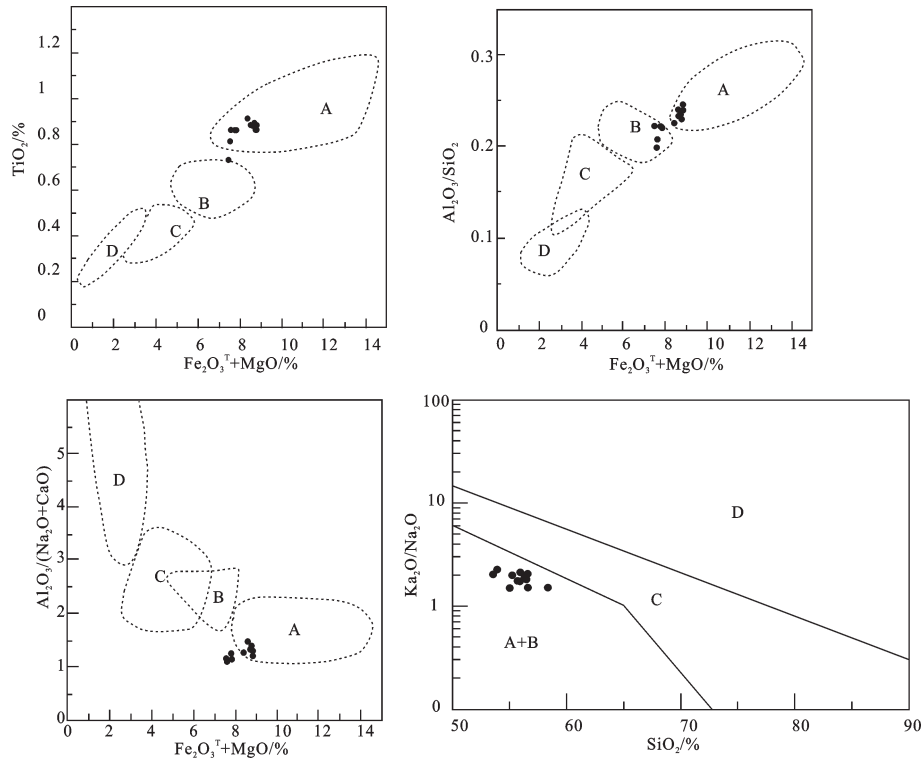 1.2
1
0.8
0.6
0.4
0.2
0
TiO₂/%
A
B
C
D
0 2 4 6 8 10 12 14
Fe₂O₃ᵀ+MgO/%
0.3
0.2
0.1
0
Al₂O₃/SiO₂
A
B
C
D
0 2 4 6 8 10 12 14
Fe₂O₃ᵀ+MgO/%
5
4
3
2
1
0
Al₂O₃/(Na₂O+CaO)
D
C
B
A
0 2 4 6 8 10 12 14
Fe₂O₃ᵀ+MgO/%
100
10
1
0
Ka₂O/Na₂O
D
C
A+B
50 60 70 80 90
SiO₂/%